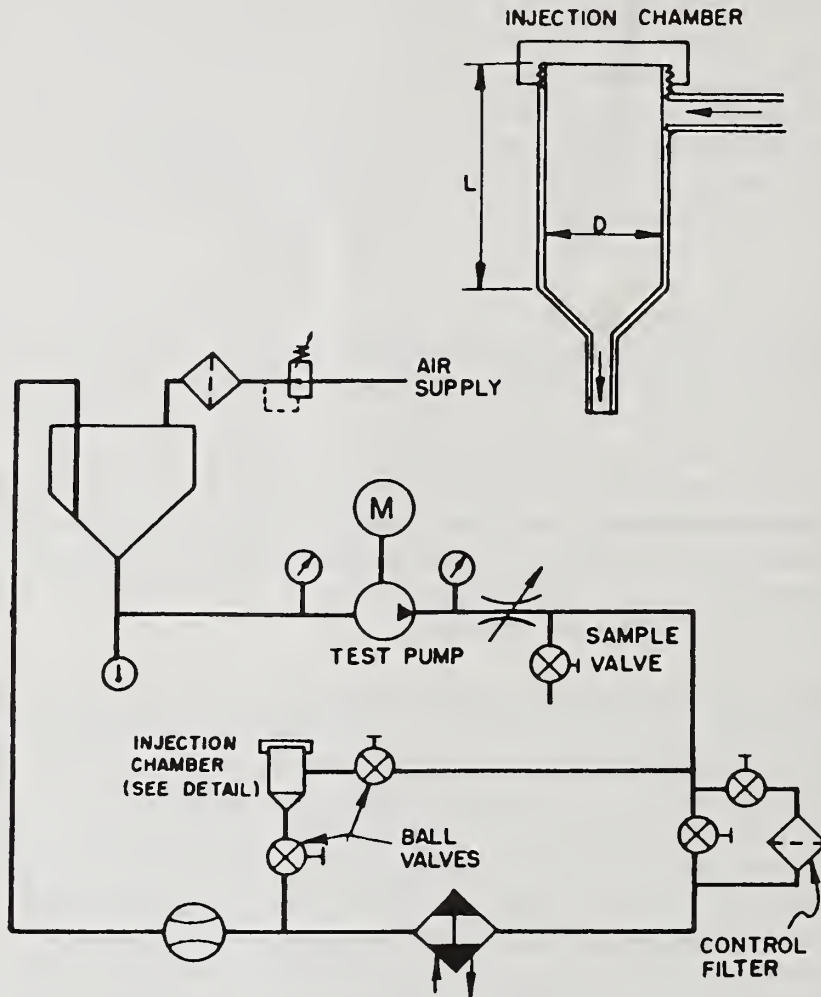 INJECTION CHAMBER
L
D
AIR
SUPPLY
M
TEST PUMP
SAMPLE
VALVE
INJECTION
CHAMBER
(SEE DETAIL)
BALL
VALVES
CONTROL
FILTER